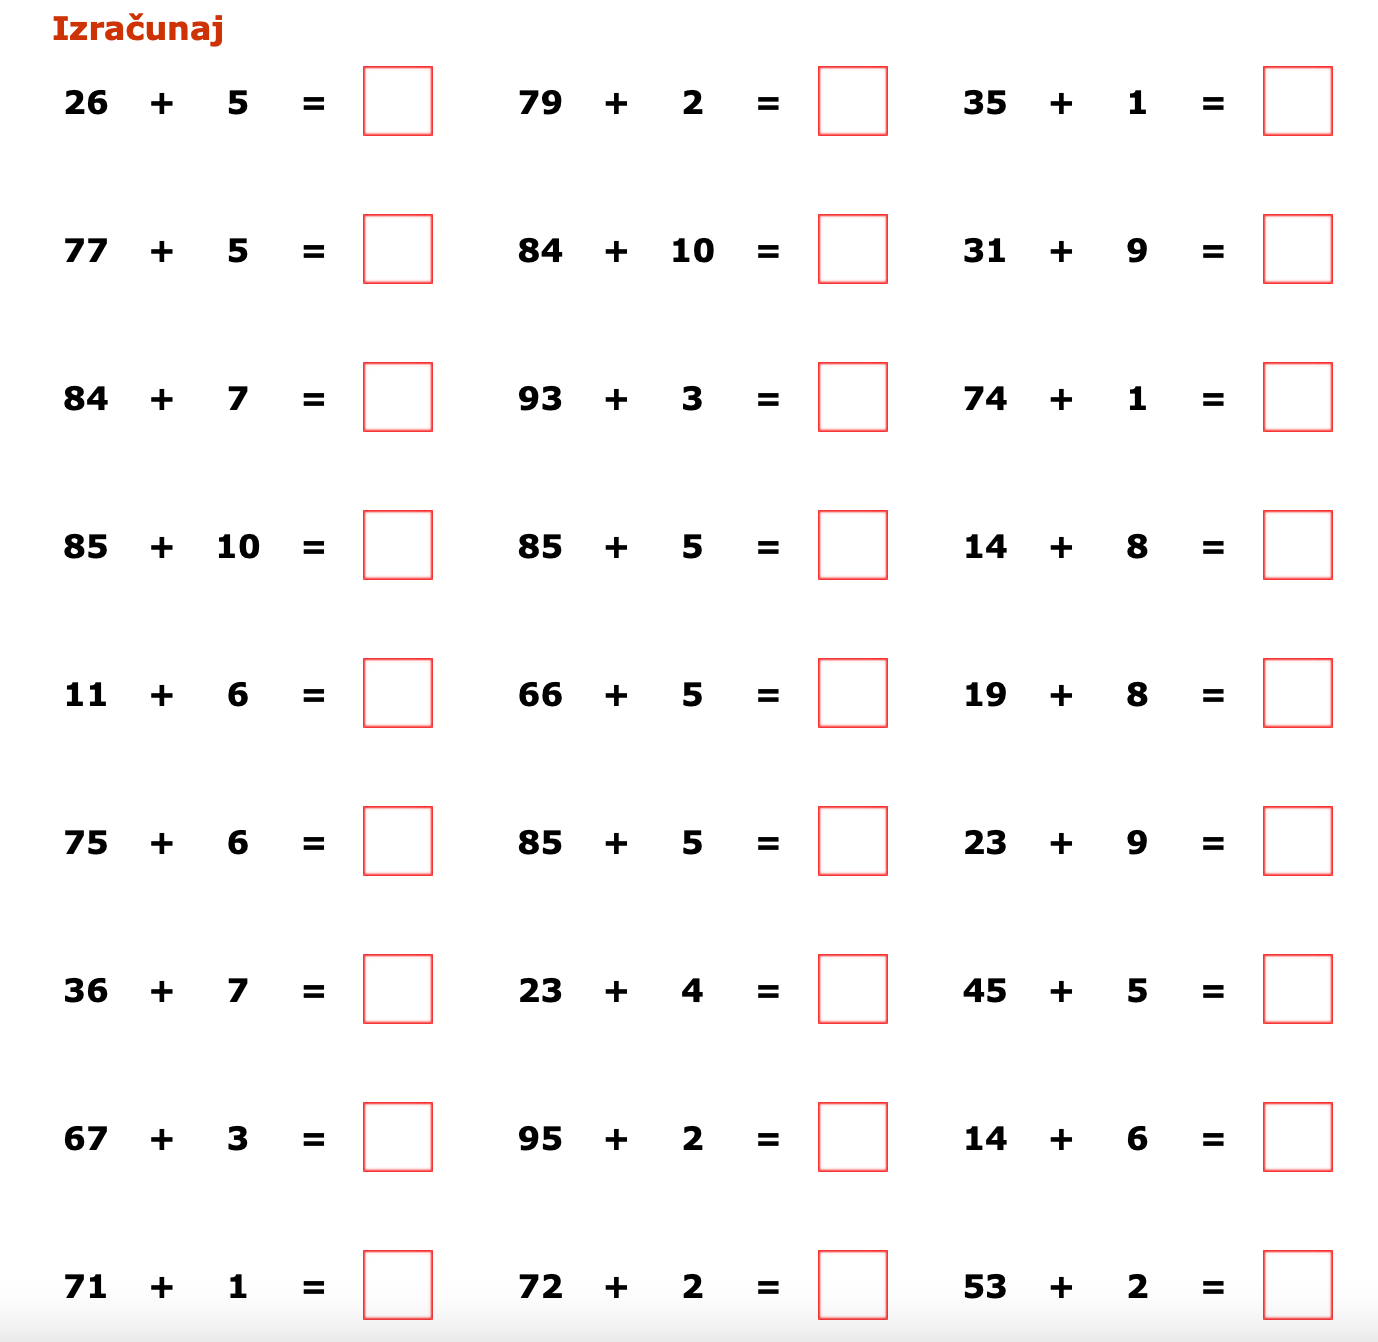 Izračunaj
26 + 5 = 79 + 2 = 35 + 1 =
77 + 5 = 84 + 10 = 31 + 9 =
84 + 7 = 93 + 3 = 74 + 1 =
85 + 10 = 85 + 5 = 14 + 8 =
11 + 6 = 66 + 5 = 19 + 8 =
75 + 6 = 85 + 5 = 23 + 9 =
36 + 7 = 23 + 4 = 45 + 5 =
67 + 3 = 95 + 2 = 14 + 6 =
71 + 1 = 72 + 2 = 53 + 2 =